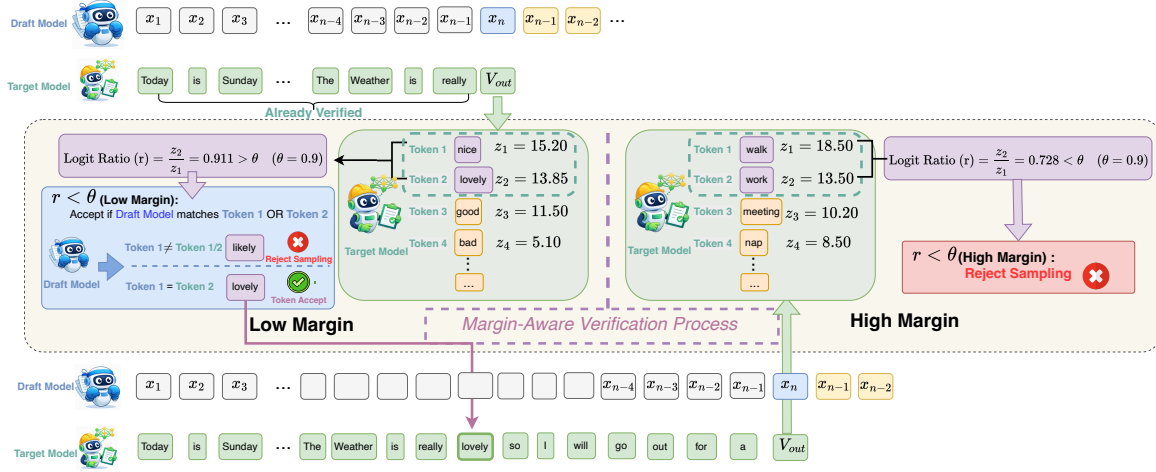 Draft Model x₁ x₂ x₃ ... xₙ₋₄ xₙ₋₃ xₙ₋₂ xₙ₋₁ xₙ xₙ₋₁ xₙ₋₂ ...
Target Model Today is Sunday ... The Weather is really V_out
Already Verified
Logit Ratio (r) = z₂/z₁ = 0.911 > θ (θ = 0.9)
r < θ (Low Margin):
Accept if Draft Model matches Token 1 OR Token 2
Token 1 ≠ Token 1/2 likely Reject Sampling
Draft Model
Token 1 = Token 2 lovely Token Accept
Low Margin
Token 1 nice z₁ = 15.20
Token 2 lovely z₂ = 13.85
Token 3 good z₃ = 11.50
Target Model
Token 4 bad z₄ = 5.10
...
Token 1 walk z₁ = 18.50
Token 2 work z₂ = 13.50
Token 3 meeting z₃ = 10.20
Target Model
Token 4 nap z₄ = 8.50
...
Logit Ratio (r) = z₂/z₁ = 0.728 < θ (θ = 0.9)
r < θ (High Margin) :
Reject Sampling
High Margin
Margin-Aware Verification Process
Draft Model x₁ x₂ x₃ ... xₙ₋₄ xₙ₋₃ xₙ₋₂ xₙ₋₁ xₙ xₙ₋₁ xₙ₋₂
Target Model Today is Sunday ... The Weather is really lovely so I will go out for a V_out